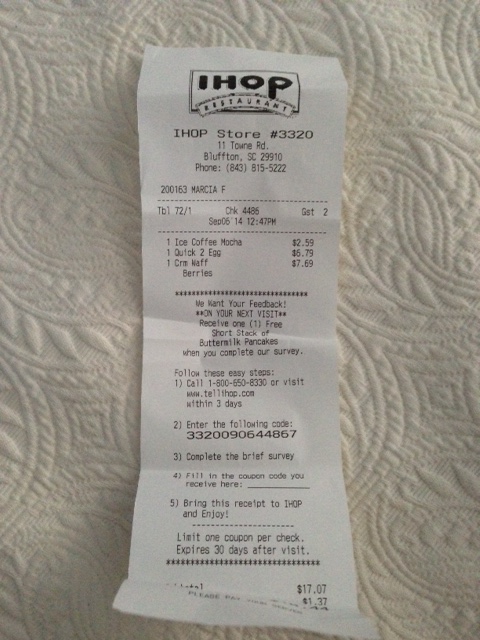 IHOP
RESTAURANT
IHOP Store #3320
11 Towne Rd.
Bluffton, SC 29910
Phone: (843) 815-5222
200163 MARCIA F
Tbl 72/1 Chk 4486 Gst 2
Sep06'14 12:47PM
1 Ice Coffee Mocha $2.59
1 Quick 2 Egg $6.79
1 Crm Waff $7.69
Berries
We Want Your Feedback!
**ON YOUR NEXT VISIT**
Receive one (1) Free
Short Stack of
Buttermilk Pancakes
when you complete our survey.
Follow these easy steps:
1) Call 1-800-650-8330 or visit
www.tellihop.com
within 3 days
2) Enter the following code:
3320090644867
3) Complete the brief survey
4) Fill in the coupon code you
receive here:
5) Bring this receipt to IHOP
and Enjoy!
Limit one coupon per check.
Expires 30 days after visit.
$17.07
PLEASE PAY
$1.37